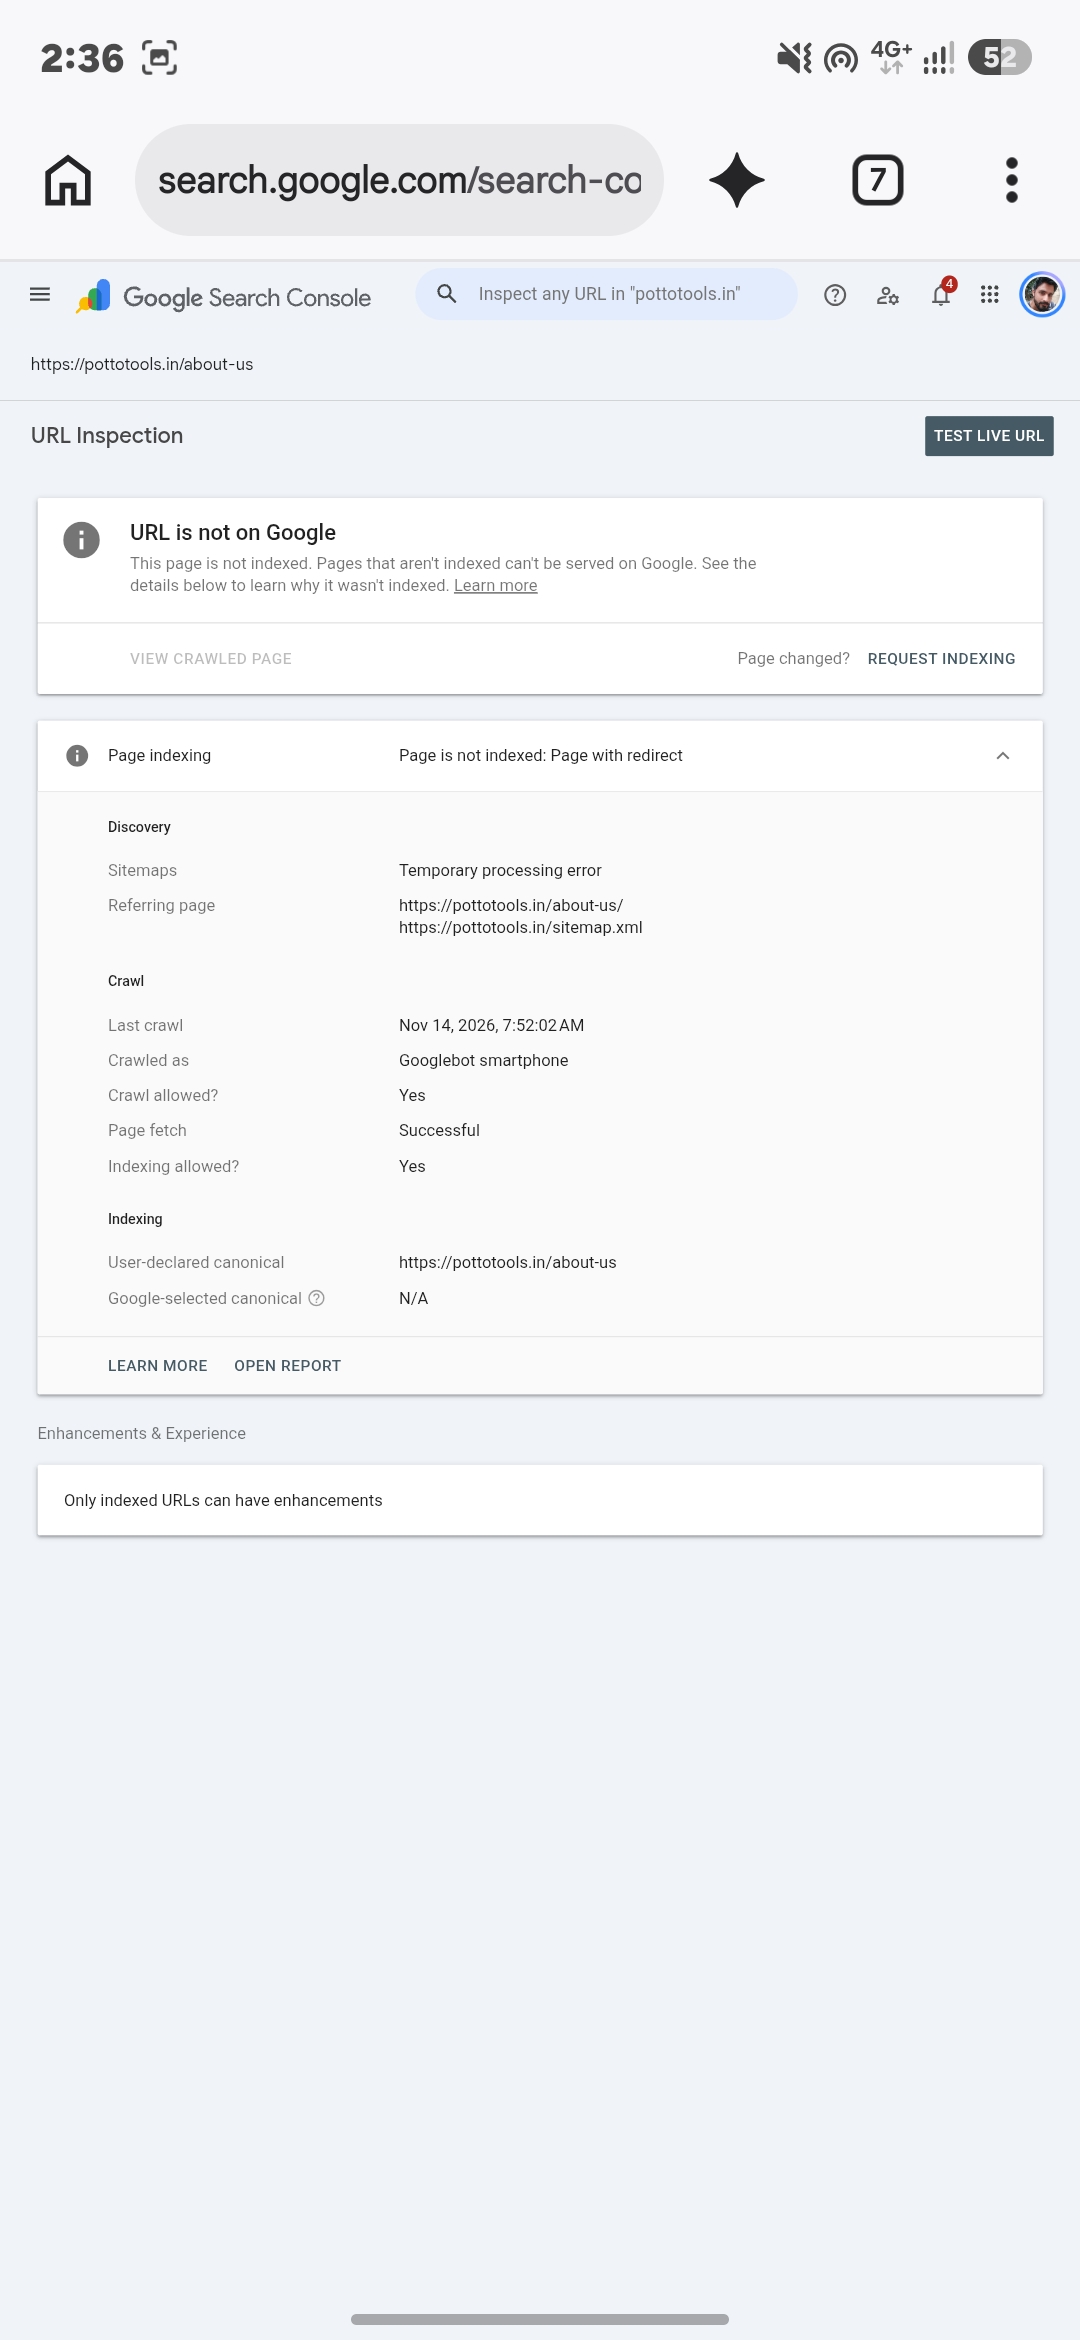 2:36
4G+
52
search.google.com/search-co
7
Google Search Console
Inspect any URL in "pottotools.in"
4
https://pottotools.in/about-us
URL Inspection
TEST LIVE URL
URL is not on Google
This page is not indexed. Pages that aren't indexed can't be served on Google. See the
details below to learn why it wasn't indexed. Learn more
VIEW CRAWLED PAGE
Page changed? REQUEST INDEXING
Page indexing
Page is not indexed: Page with redirect
Discovery
Sitemaps
Temporary processing error
Referring page
https://pottotools.in/about-us/
https://pottotools.in/sitemap.xml
Crawl
Last crawl
Nov 14, 2026, 7:52:02 AM
Crawled as
Googlebot smartphone
Crawl allowed?
Yes
Page fetch
Successful
Indexing allowed?
Yes
Indexing
User-declared canonical
https://pottotools.in/about-us
Google-selected canonical
N/A
LEARN MORE OPEN REPORT
Enhancements & Experience
Only indexed URLs can have enhancements